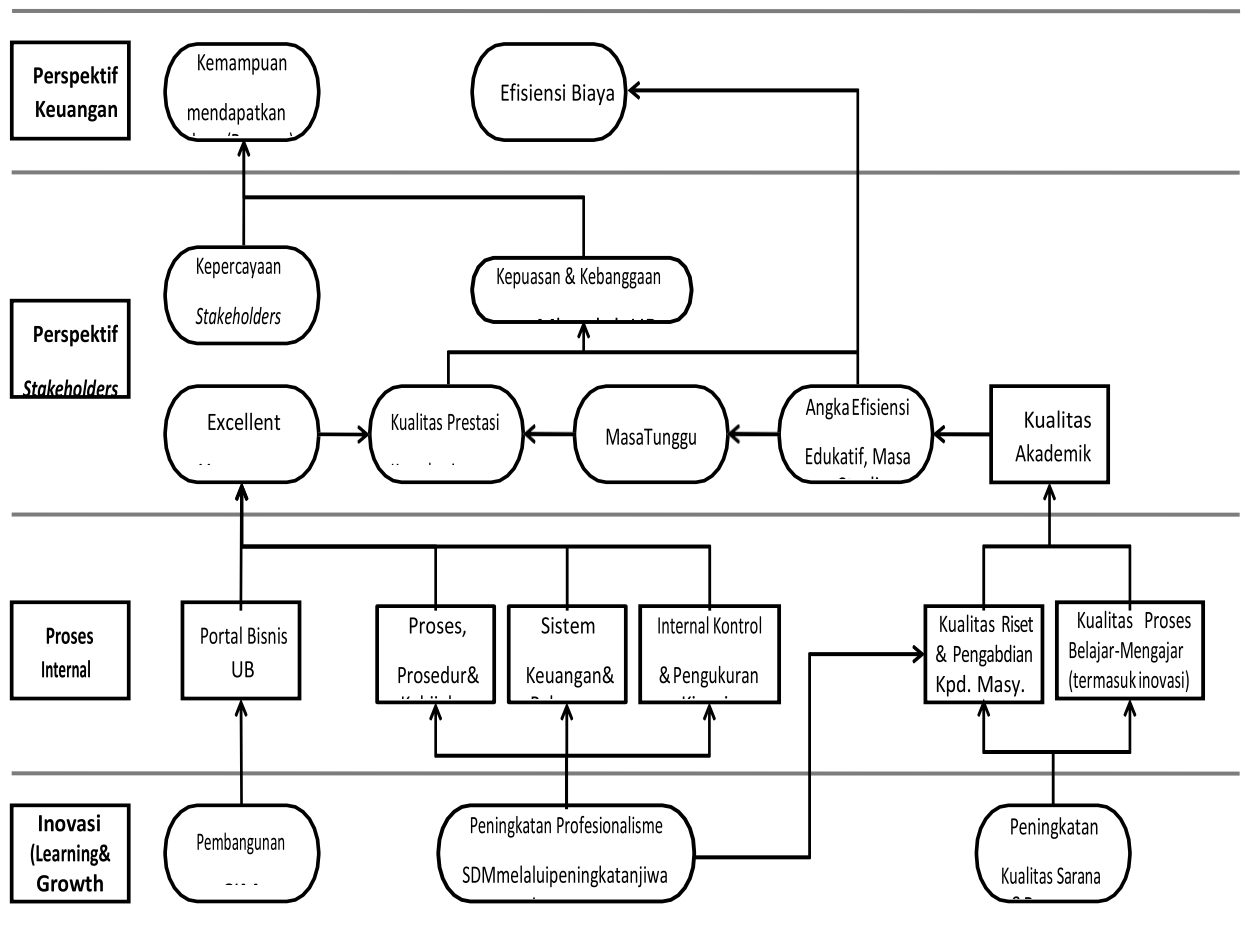 Perspektif
Keuangan
Kemampuan
mendapatkan
Efisiensi Biaya
Perspektif
Stakeholders
Kepercayaan
Stakeholders
Kepuasan & Kebanggaan
Excellent
Kualitas Prestasi
MasaTunggu
AngkaEfisiensi
Edukatif, Masa
Kualitas
Akademik
Proses
Internal
Portal Bisnis
UB
Proses,
Prosedur&
Sistem
Keuangan&
Internal Kontrol
&Pengukuran
Kualitas Riset
& Pengabdian
Kpd. Masy.
Kualitas Proses
Belajar-Mengajar
(termasuk inovasi)
Inovasi
(Learning&
Growth
Pembangunan
Peningkatan Profesionalisme
SDMmelaluipeningkatanjiwa
Peningkatan
Kualitas Sarana